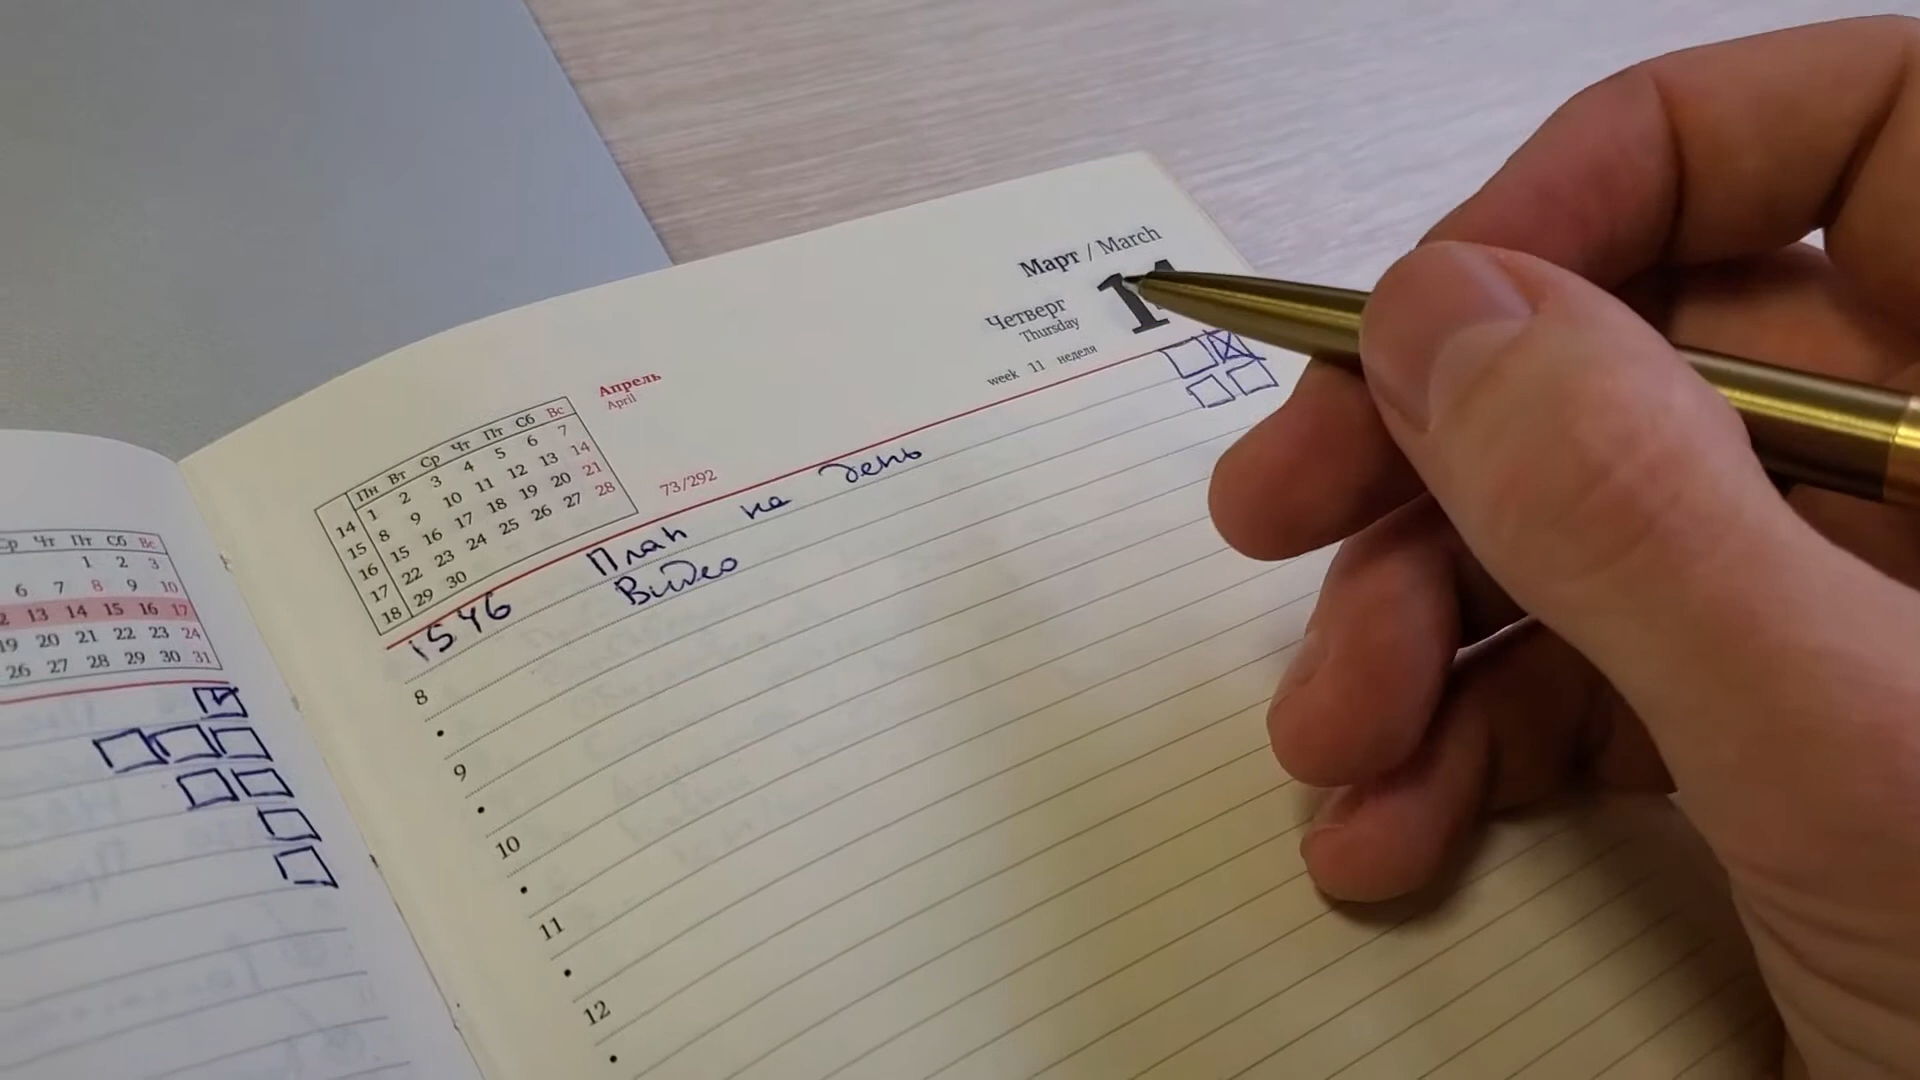 Ср Чт Пт Сб Вс
1 2 3
6 7 8 9 10
2 13 14 15 16 17
19 20 21 22 23 24
26 27 28 29 30 31
Март / March
Четверг
Thursday
week 11 неделя
Апрель
April
73/292
Пн Вт Ср Чт Пт Сб Вс
14 1 2 3 4 5 6 7
15 8 9 10 11 12 13 14
16 15 16 17 18 19 20 21
17 22 23 24 25 26 27 28
18 29 30
План на день
Видео
8
9
10
11
12